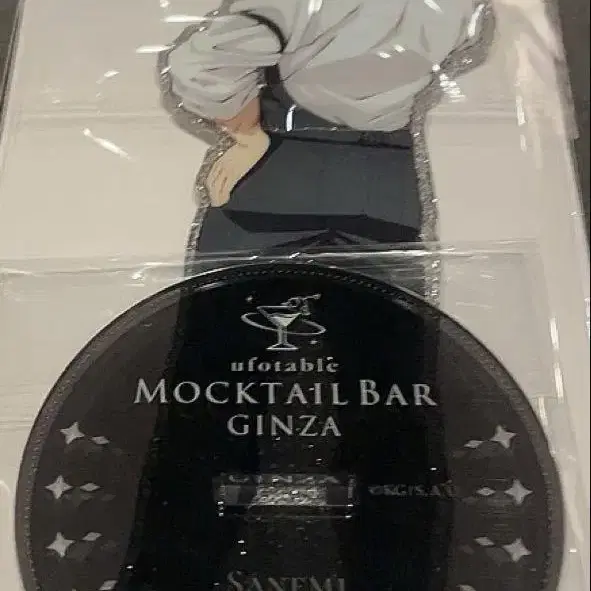 ufotable
MOCKTAIL BAR
GINZA
GINZA
©KG/S,A,U
SANEMI